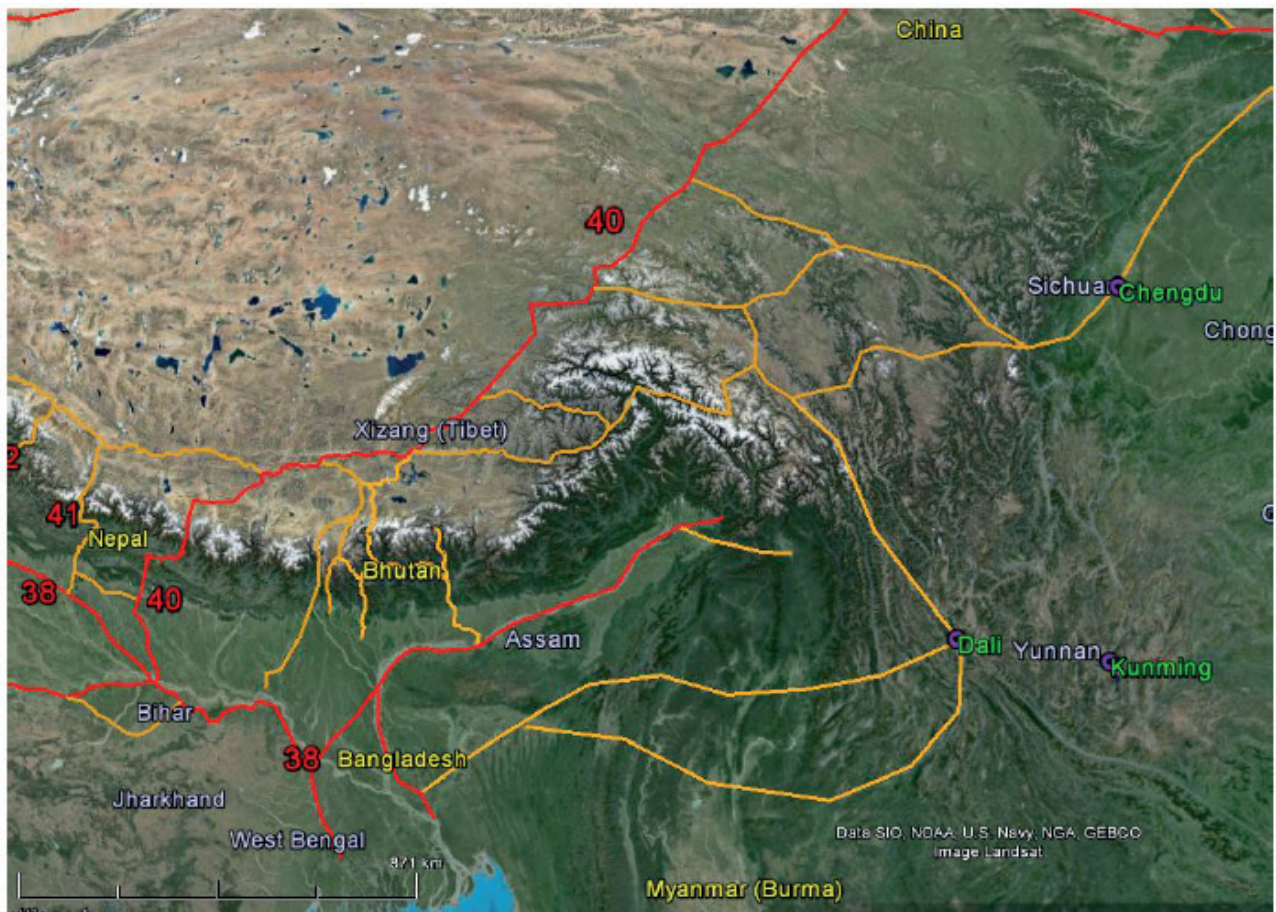 China
40
Sichua
Chengdu
Chong
Xizang (Tibet)
2
41
Nepal
38
40
Bhutan
Assam
Dali
Yunnan
Kunming
Bihar
38
Bangladesh
Jharkhand
West Bengal
Data SIO, NOAA, U.S. Navy, NGA, GEBCO
Image Landsat
871 km
Myanmar (Burma)